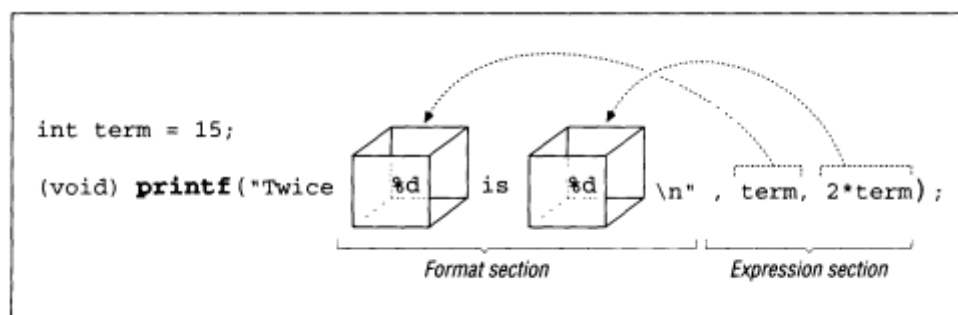 int term = 15;
(void) printf("Twice %d is %d \n" , term, 2*term);
Format section
Expression section